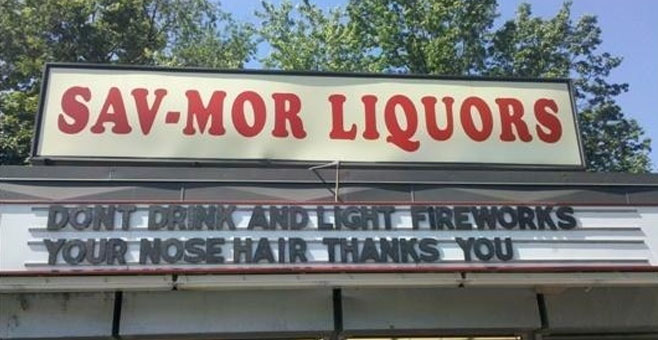 SAV-MOR LIQUORS
DONT DRINK AND LIGHT FIREWORKS
YOUR NOSE HAIR THANKS YOU